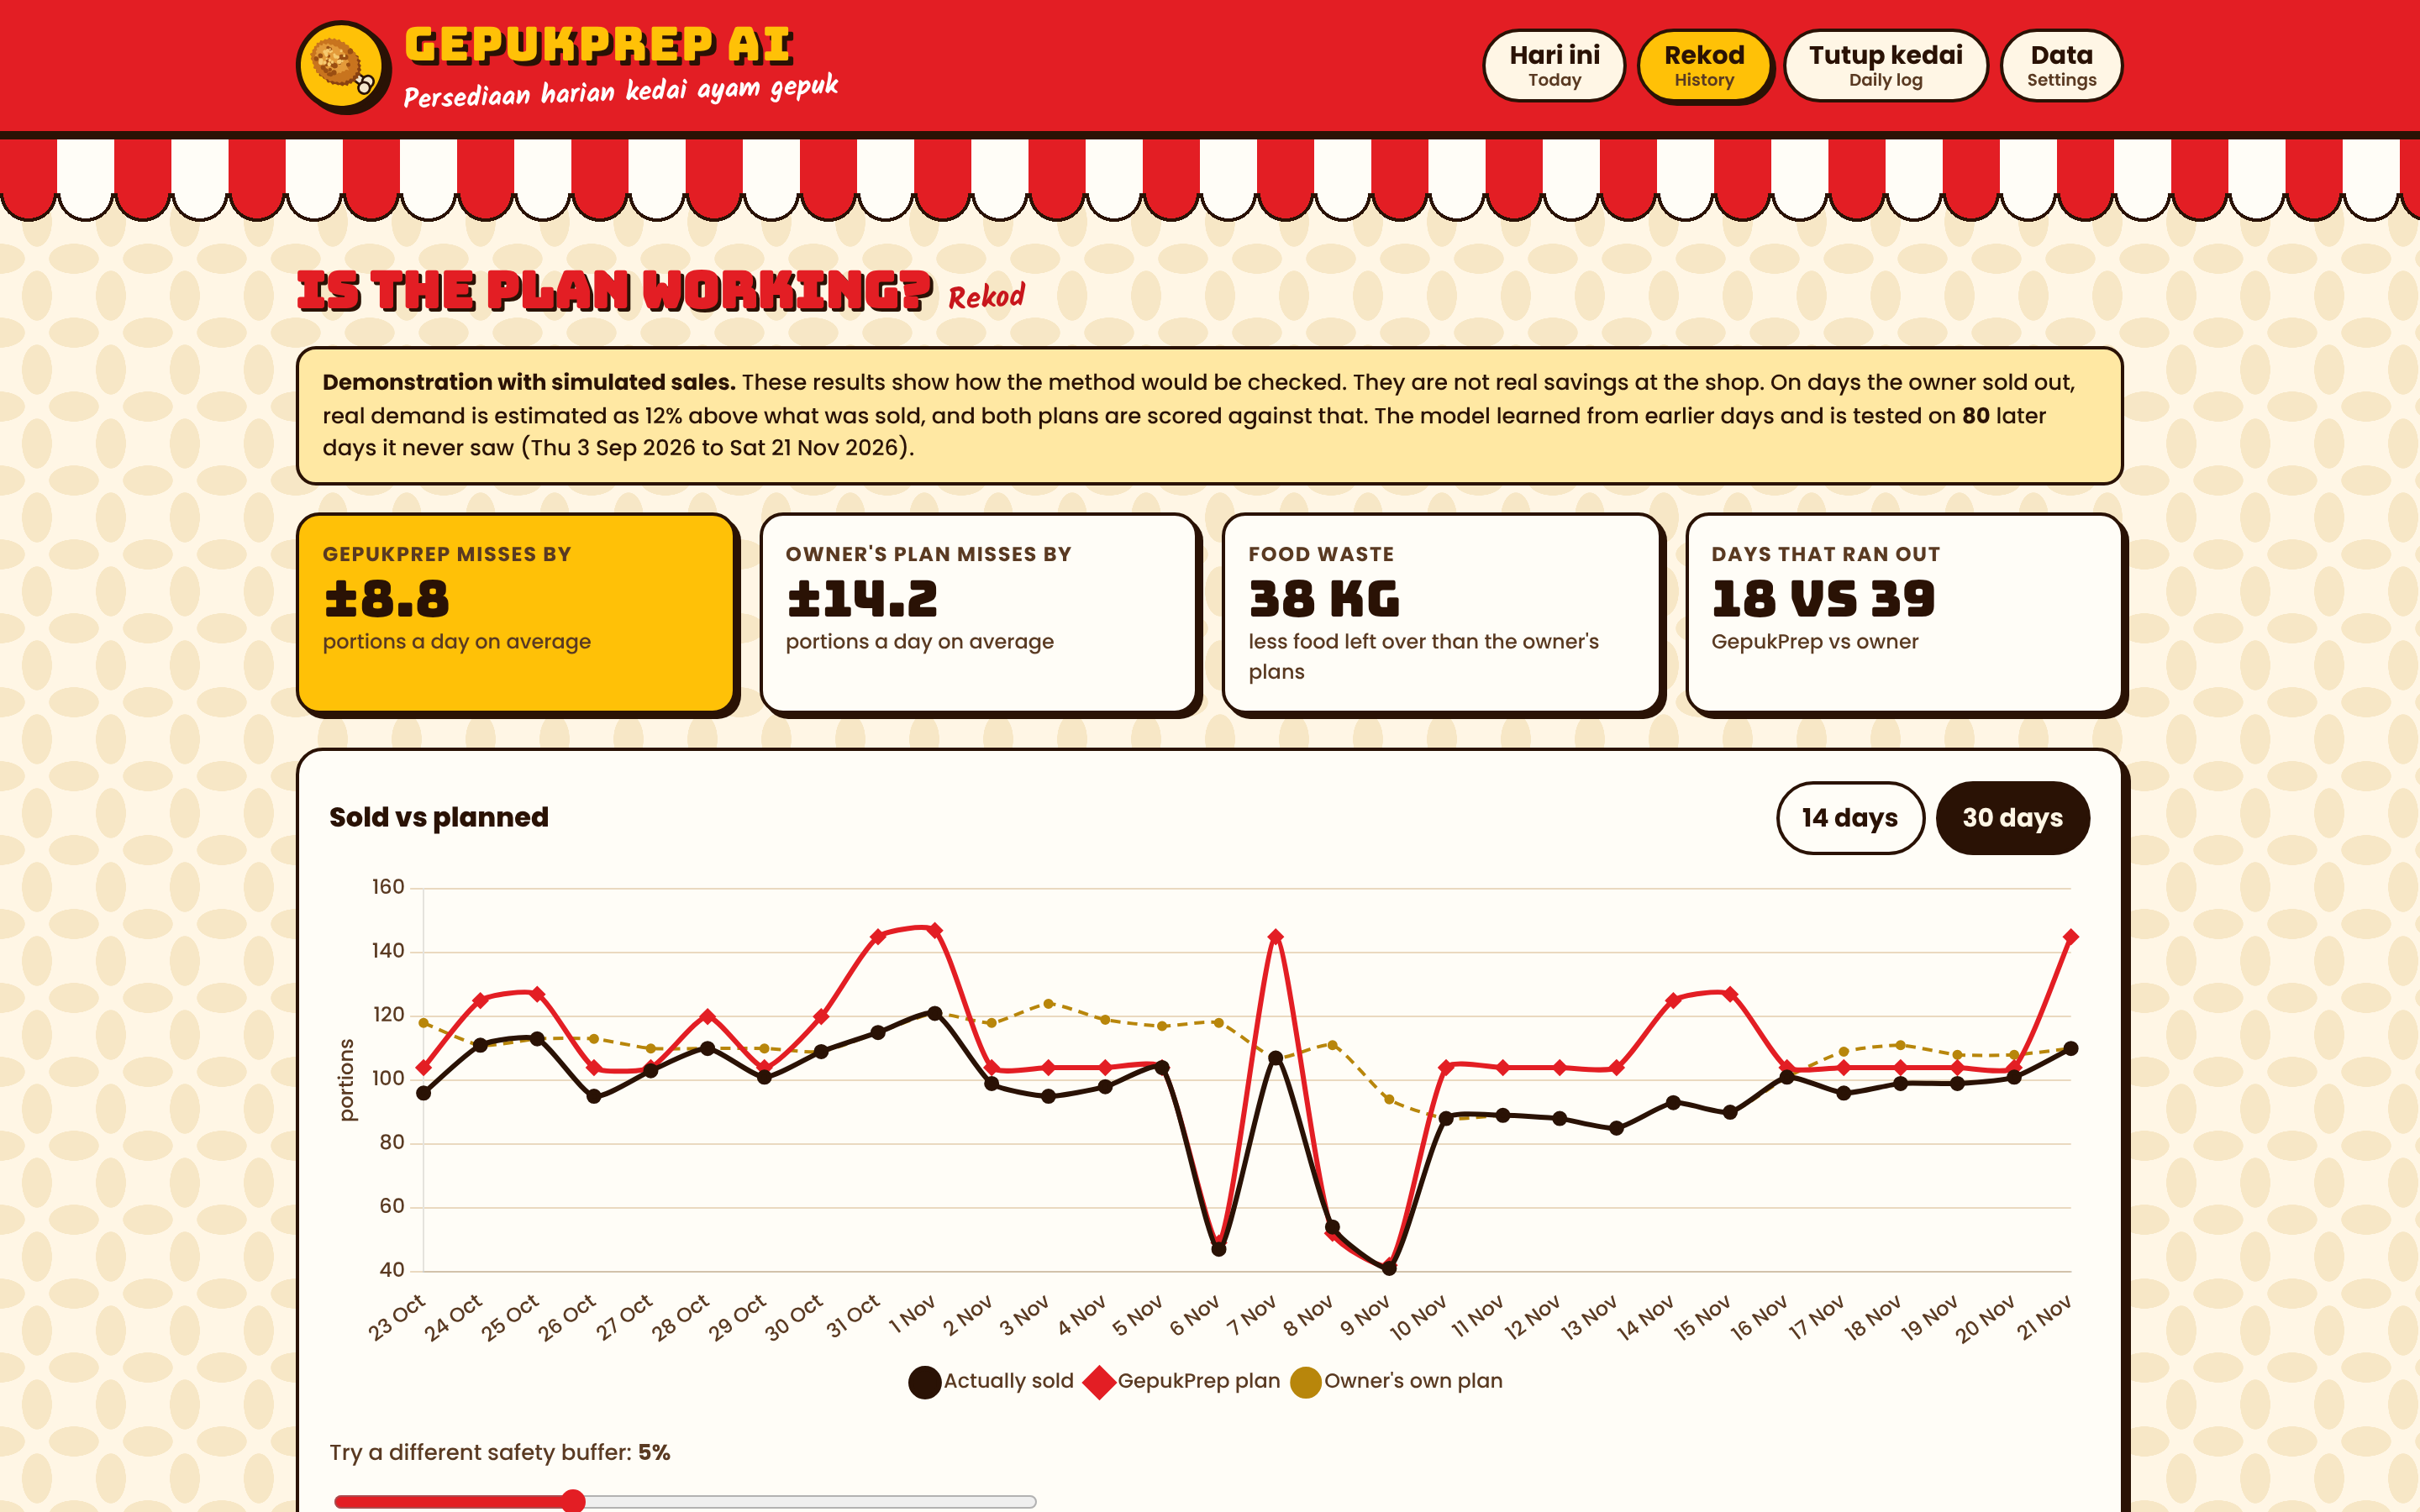 GEPUKPREP AI
Persediaan harian kedai ayam gepuk
Hari ini
Today
Rekod
History
Tutup kedai
Daily log
Data
Settings
IS THE PLAN WORKING? Rekod
Demonstration with simulated sales. These results show how the method would be checked. They are not real savings at the shop. On days the owner sold out,
real demand is estimated as 12% above what was sold, and both plans are scored against that. The model learned from earlier days and is tested on 80 later
days it never saw (Thu 3 Sep 2026 to Sat 21 Nov 2026).
GEPUKPREP MISSES BY
±8.8
portions a day on average
OWNER'S PLAN MISSES BY
±14.2
portions a day on average
FOOD WASTE
38 KG
less food left over than the owner's
plans
DAYS THAT RAN OUT
18 VS 39
GepukPrep vs owner
Sold vs planned
14 days
30 days
160
140
120
100
80
60
40
portions
23 Oct
24 Oct
25 Oct
26 Oct
27 Oct
28 Oct
29 Oct
30 Oct
31 Oct
1 Nov
2 Nov
3 Nov
4 Nov
5 Nov
6 Nov
7 Nov
8 Nov
9 Nov
10 Nov
11 Nov
12 Nov
13 Nov
14 Nov
15 Nov
16 Nov
17 Nov
18 Nov
19 Nov
20 Nov
21 Nov
Actually sold
GepukPrep plan
Owner's own plan
Try a different safety buffer: 5%